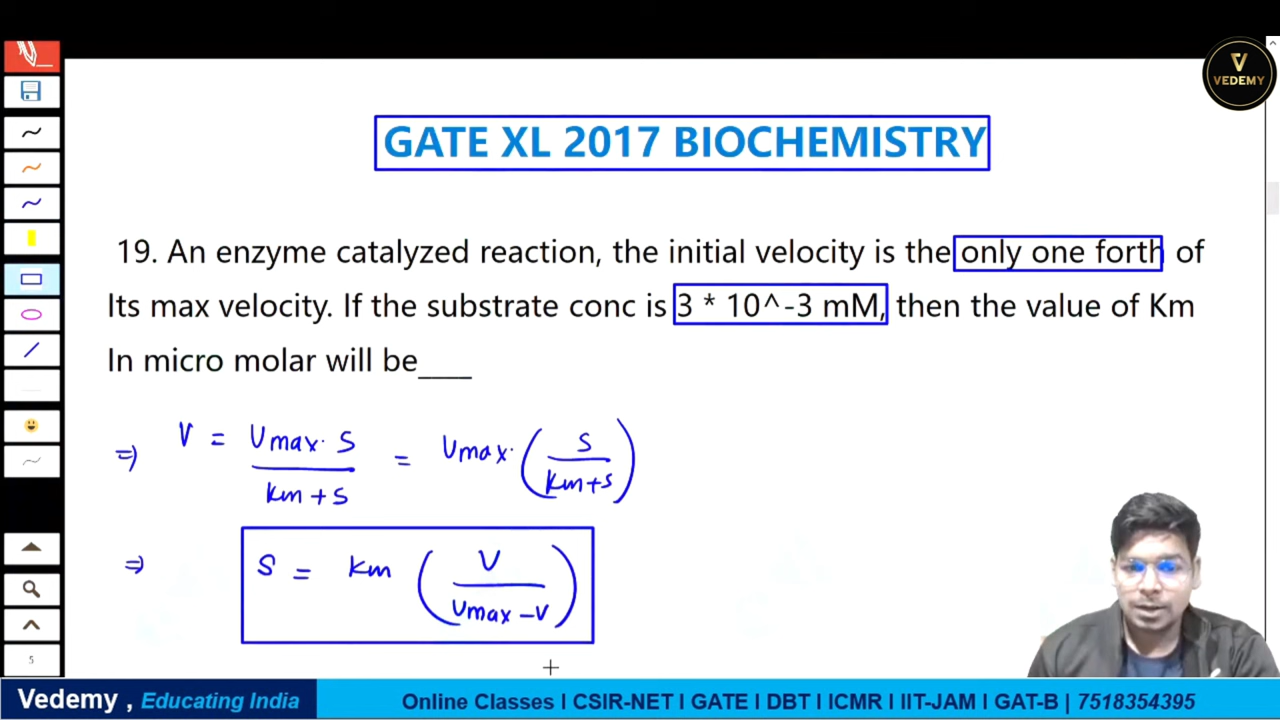 V
VEDEMY
GATE XL 2017 BIOCHEMISTRY
19. An enzyme catalyzed reaction, the initial velocity is the only one forth of
Its max velocity. If the substrate conc is 3 * 10^-3 mM, then the value of Km
In micro molar will be____
⇒ V = Vmax· S / Km + S = Vmax· ( S / Km + S )
⇒ S = Km ( V / Vmax - V )
5
Vedemy , Educating India
Online Classes I CSIR-NET I GATE I DBT I ICMR I IIT-JAM I GAT-B I 7518354395